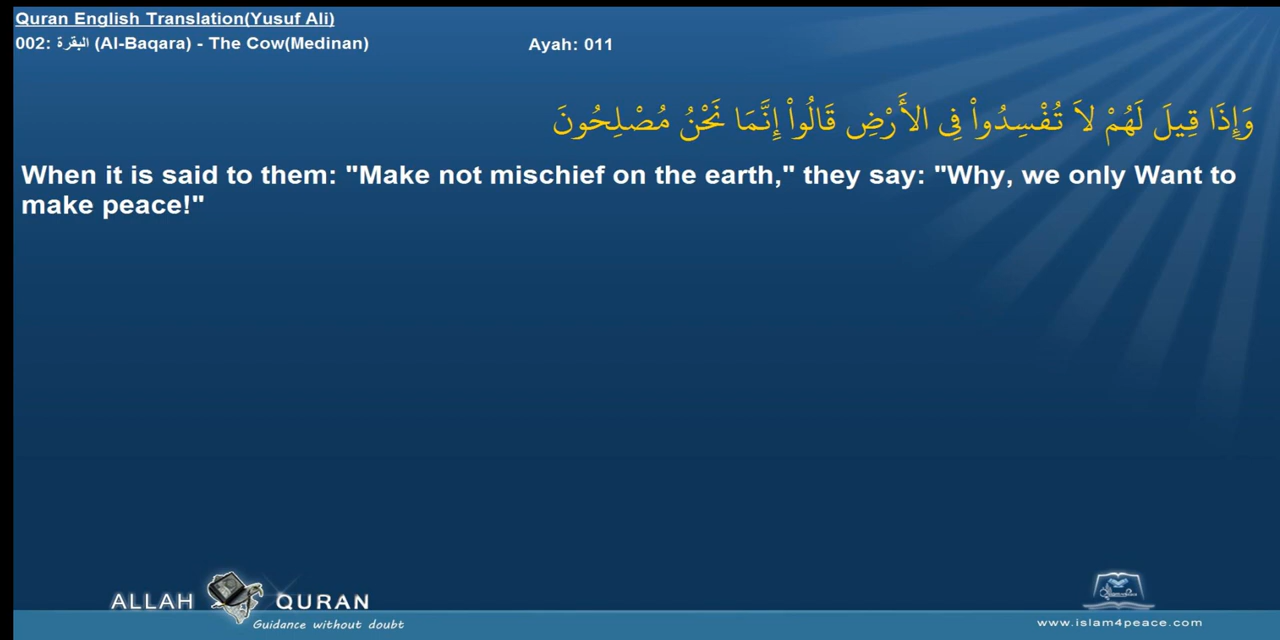 Quran English Translation(Yusuf Ali)
002: البقرة (Al-Baqara) - The Cow(Medinan) Ayah: 011
وَإِذَا قِيلَ لَهُمْ لاَ تُفْسِدُواْ فِى الأَرْضِ قَالُواْ إِنَّمَا نَحْنُ مُصْلِحُونَ
When it is said to them: "Make not mischief on the earth," they say: "Why, we only Want to
make peace!"
ALLAH QURAN
Guidance without doubt
www.islam4peace.com